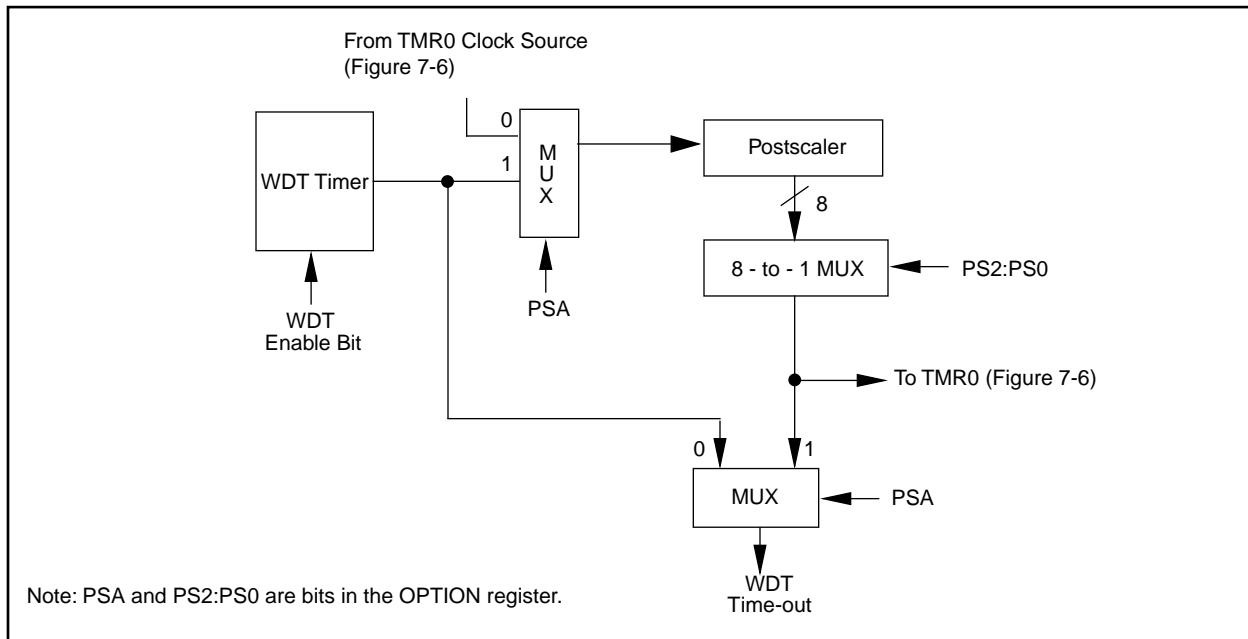 From TMR0 Clock Source
(Figure 7-6)
0
1
M
U
X
Postscaler
WDT Timer
8
8 - to - 1 MUX
PS2:PS0
PSA
WDT
Enable Bit
To TMR0 (Figure 7-6)
0
1
MUX
PSA
WDT
Time-out
Note: PSA and PS2:PS0 are bits in the OPTION register.